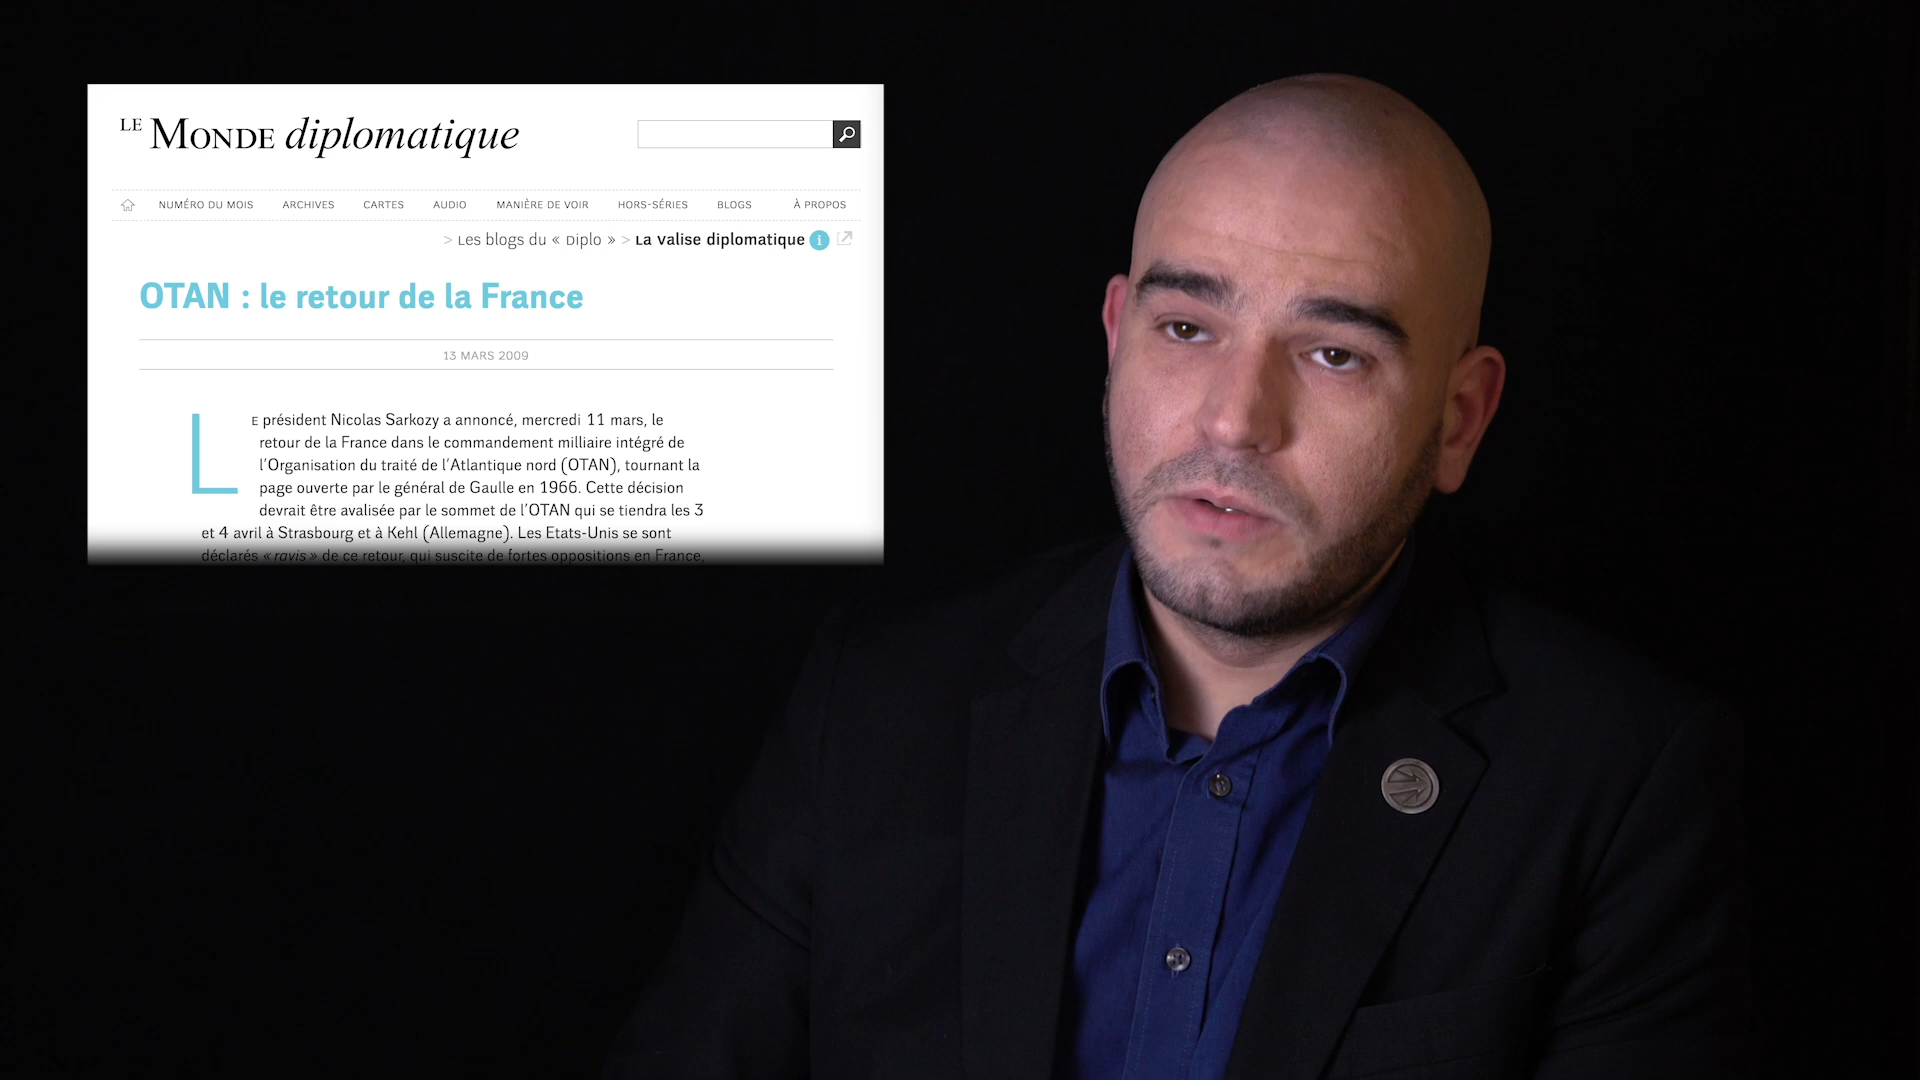 LE MONDE diplomatique
NUMÉRO DU MOIS ARCHIVES CARTES AUDIO MANIÈRE DE VOIR HORS-SÉRIES BLOGS À PROPOS
> Les blogs du « Diplo » > La Valise diplomatique i
OTAN : le retour de la France
13 MARS 2009
LE président Nicolas Sarkozy a annoncé, mercredi 11 mars, le
retour de la France dans le commandement milliaire intégré de
l'Organisation du traité de l'Atlantique nord (OTAN), tournant la
page ouverte par le général de Gaulle en 1966. Cette décision
devrait être avalisée par le sommet de l'OTAN qui se tiendra les 3
et 4 avril à Strasbourg et à Kehl (Allemagne). Les Etats-Unis se sont
déclarés « ravis » de ce retour, qui suscite de fortes oppositions en France,